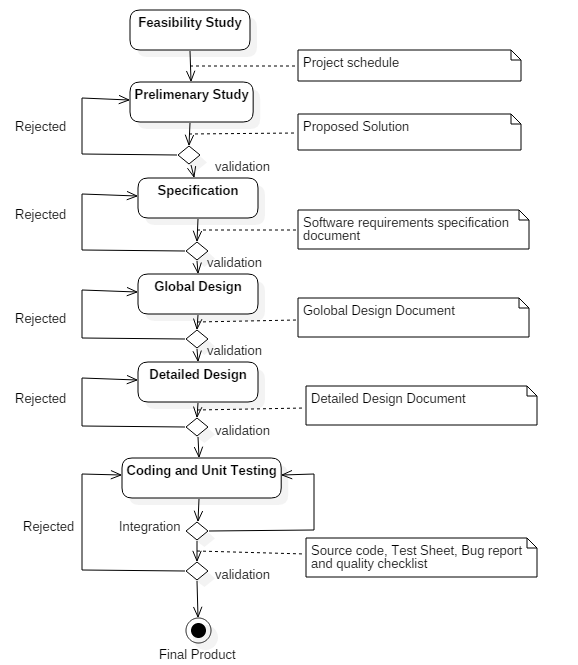 Feasibility Study
Project schedule
Prelimenary Study
Rejected
Proposed Solution
validation
Specification
Rejected
Software requirements specification
document
validation
Global Design
Rejected
Golobal Design Document
validation
Detailed Design
Rejected
Detailed Design Document
validation
Coding and Unit Testing
Rejected
Integration
Source code, Test Sheet, Bug report
and quality checklist
validation
Final Product